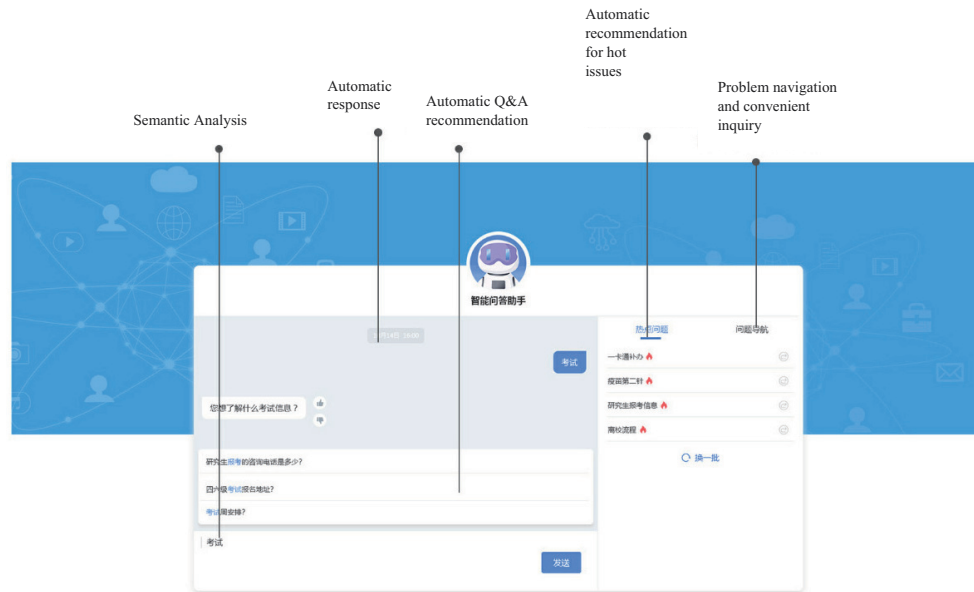 Automatic
recommendation
for hot
issues
Automatic
response
Automatic Q&A
recommendation
Problem navigation
and convenient
inquiry
Semantic Analysis
智能问答助手
热点问题
问题导航
考试
一卡通补办
疫苗第二针
研究生报考信息
离校流程
换一批
您想了解什么考试信息？
研究生报考的咨询电话是多少?
四六级考试报名地址?
考试周安排?
考试
发送